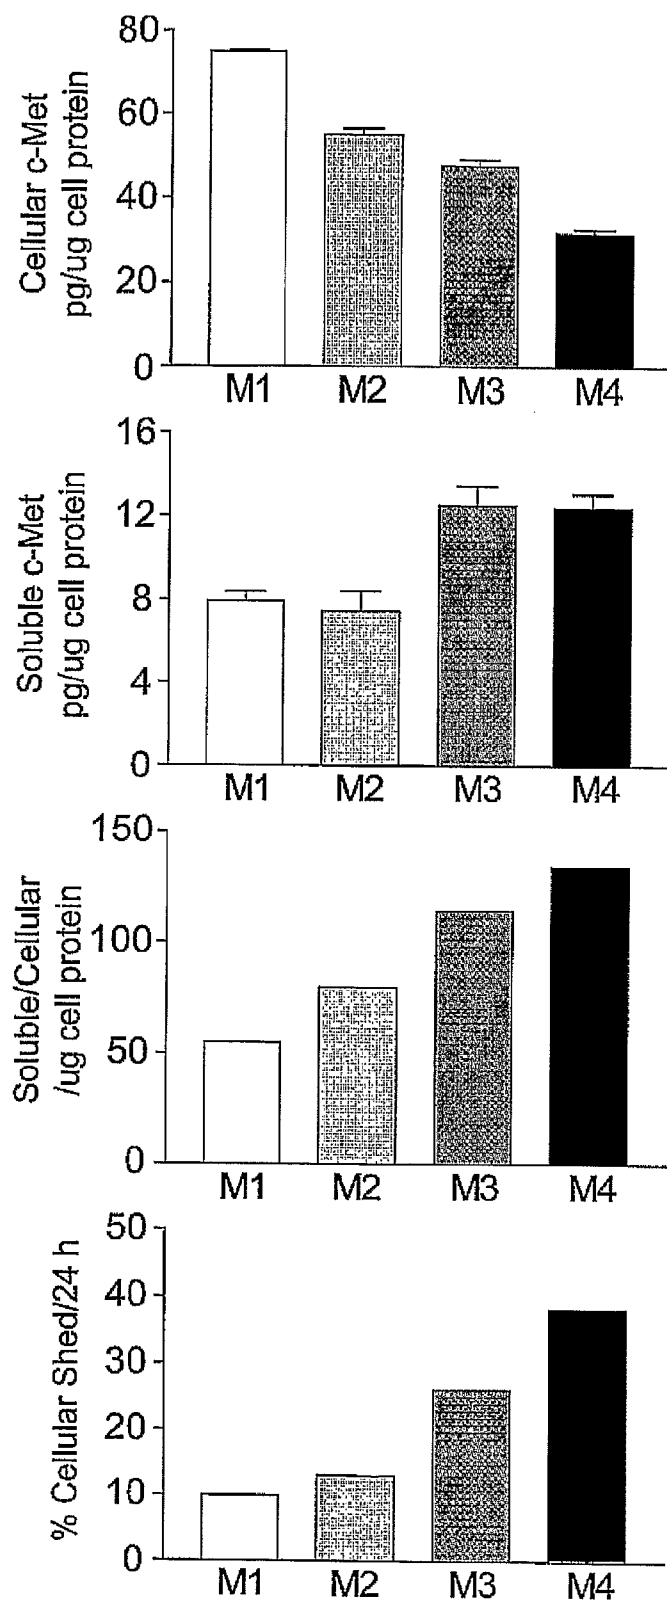 Cellular c-Met
pg/ug cell protein
80
60
40
20
0
M1 M2 M3 M4
Soluble c-Met
pg/ug cell protein
16
12
8
4
0
M1 M2 M3 M4
Soluble/Cellular
/ug cell protein
150
100
50
0
M1 M2 M3 M4
% Cellular Shed/24 h
50
40
30
20
10
0
M1 M2 M3 M4